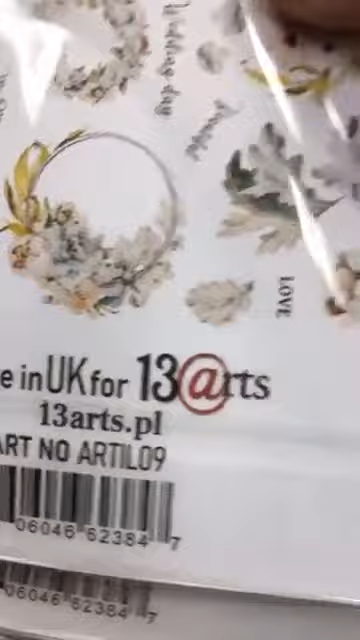 Wedding day
LOVE
e in UK for 13@rts
13arts.pl
ART NO ARTIL09
06046 62384 7
06046 62384 7